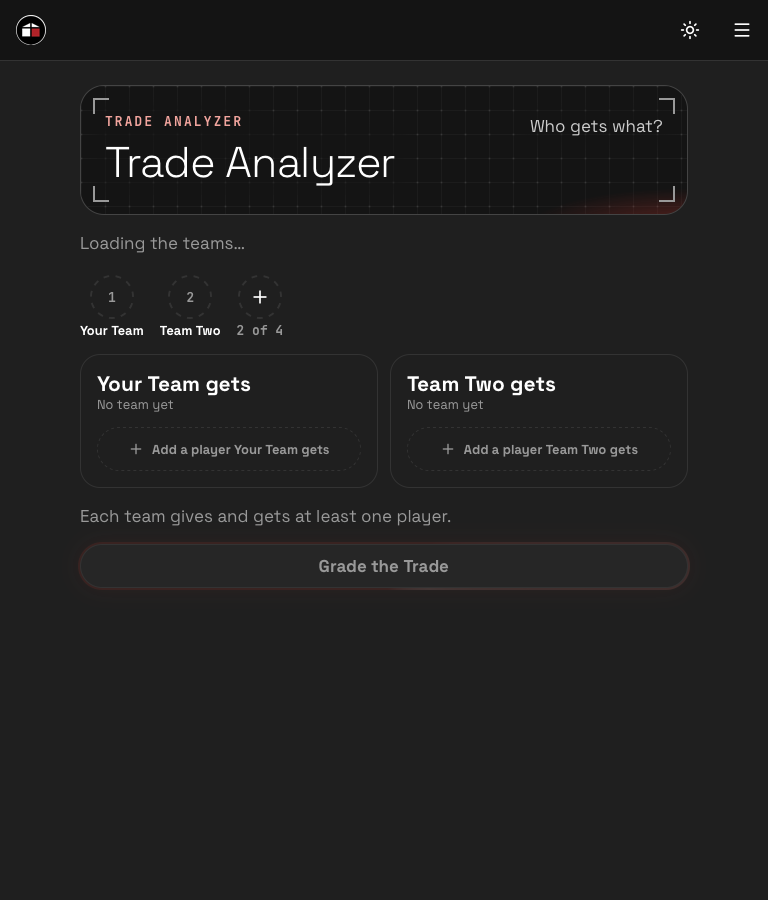 TRADE ANALYZER
Who gets what?
Trade Analyzer
Loading the teams…
1
2
Your Team
Team Two
2 of 4
Your Team gets
No team yet
Add a player Your Team gets
Team Two gets
No team yet
Add a player Team Two gets
Each team gives and gets at least one player.
Grade the Trade